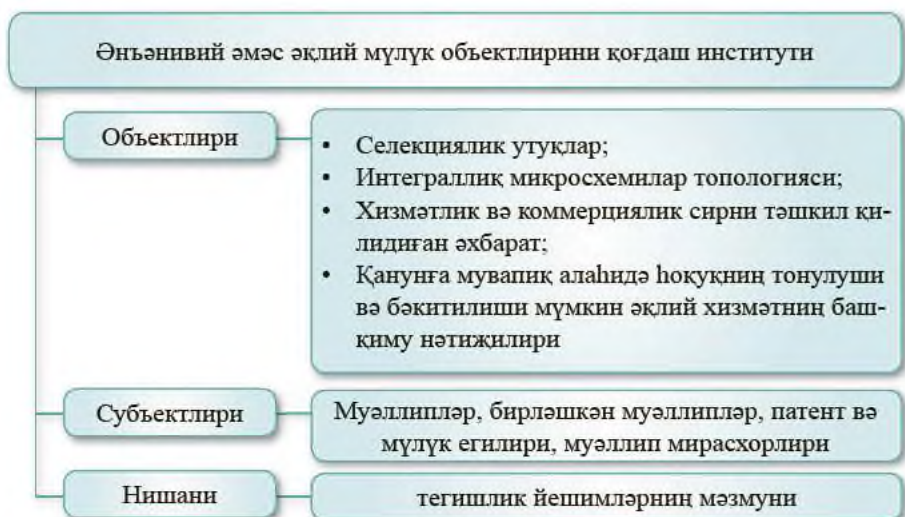 Әнъәнивий әмәс әқлий мүлүк объектлирини қоғдаш институти
Объектлири
• Селекциялик утуқлар;
• Интеграллиқ микросхемилар топологияси;
• Хизмәтлик вә коммерциялик сирни тәшкил қи-
лидиған әхбарат;
• Қанунға мувапиқ алаһидә һоқуқниң тонулуши
вә бәкитилиши мүмкин әқлий хизмәтниң баш-
қиму нәтиҗилири
Субъектлири
Муәллипләр, бирләшкән муәллипләр, патент вә
мүлүк егилири, муәллип мирасхорлири
Нишани
тегишлик йешимләрниң мәзмуни